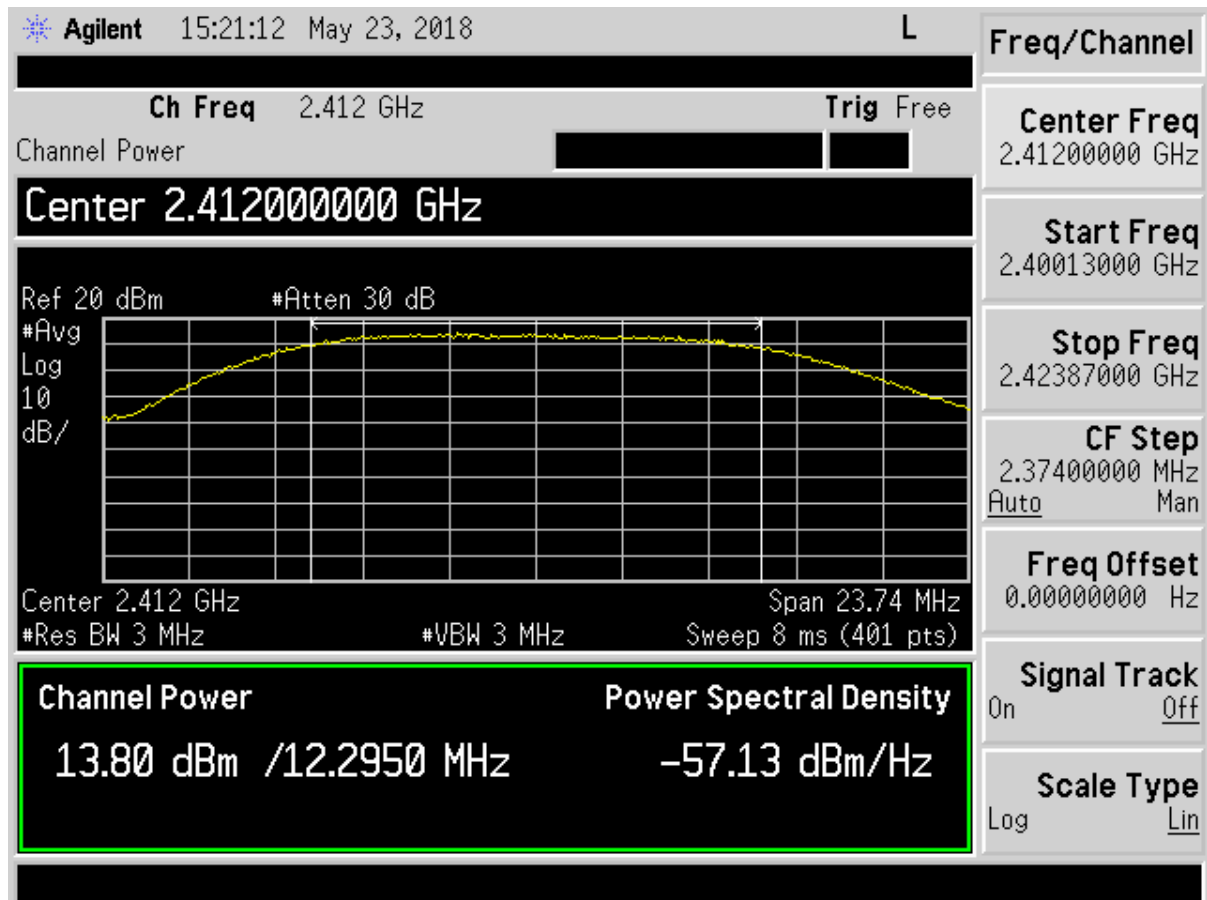 Agilent 15:21:12 May 23, 2018 L
Freq/Channel
Ch Freq 2.412 GHz Trig Free
Channel Power
Center 2.412000000 GHz
Ref 20 dBm #Atten 30 dB
#Avg
Log
10
dB/
Center 2.412 GHz Span 23.74 MHz
#Res BW 3 MHz #VBW 3 MHz Sweep 8 ms (401 pts)
Channel Power Power Spectral Density
13.80 dBm /12.2950 MHz -57.13 dBm/Hz
Center Freq
2.41200000 GHz
Start Freq
2.40013000 GHz
Stop Freq
2.42387000 GHz
CF Step
2.37400000 MHz
Auto Man
Freq Offset
0.00000000 Hz
Signal Track
On Off
Scale Type
Log Lin